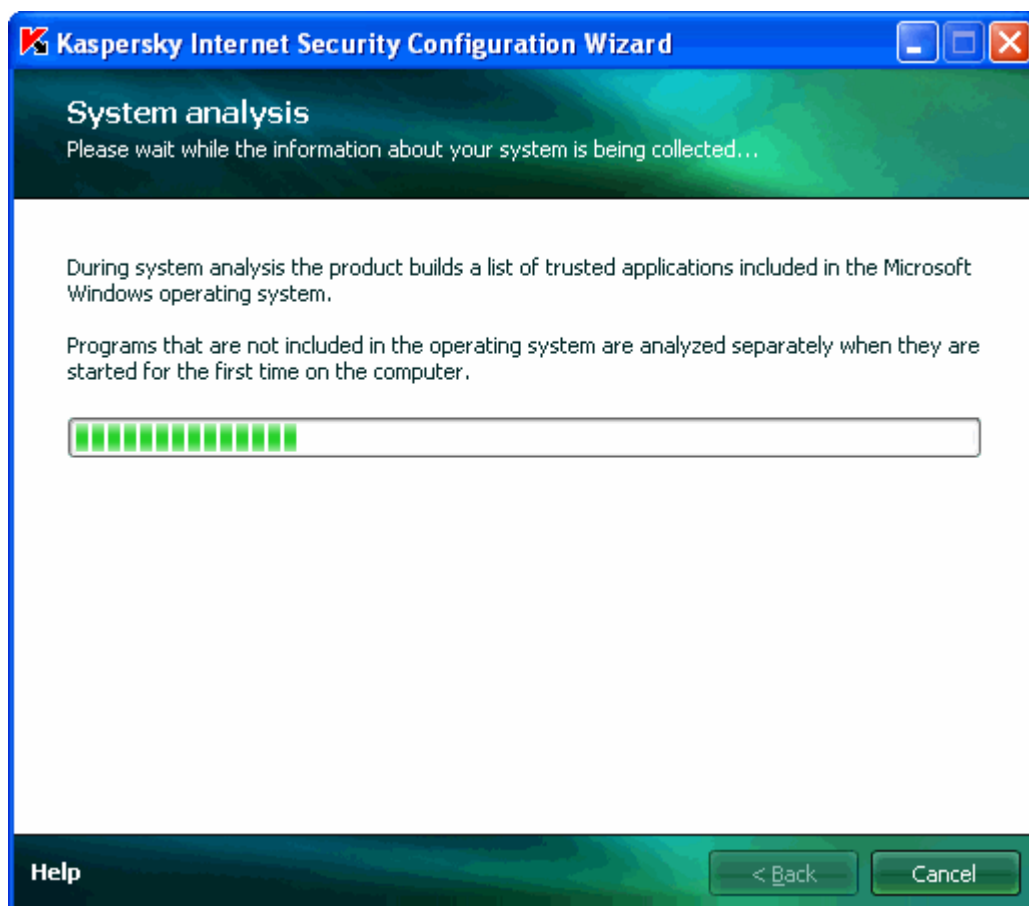 Kaspersky Internet Security Configuration Wizard
System analysis
Please wait while the information about your system is being collected...
During system analysis the product builds a list of trusted applications included in the Microsoft
Windows operating system.
Programs that are not included in the operating system are analyzed separately when they are
started for the first time on the computer.
Help
< Back
Cancel